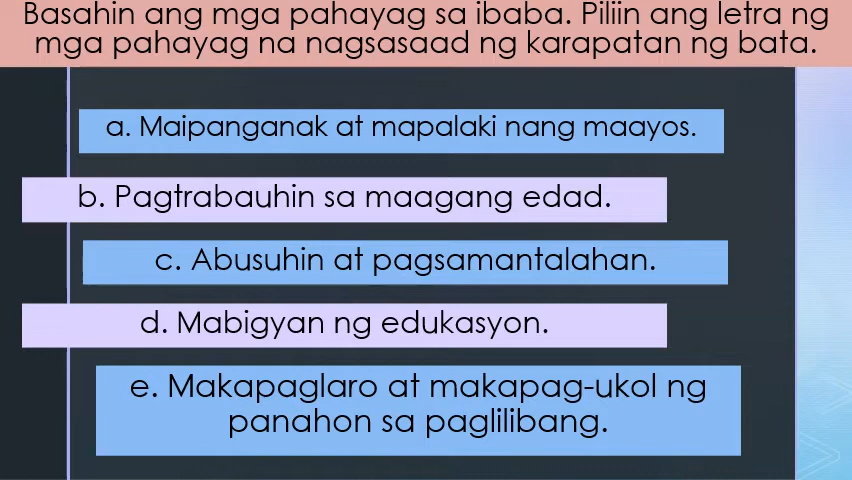 Basahin ang mga pahayag sa ibaba. Piliin ang letra ng
mga pahayag na nagsasaad ng karapatan ng bata.
a. Maipanganak at mapalaki nang maayos.
b. Pagtrabauhin sa maagang edad.
c. Abusuhin at pagsamantalahan.
d. Mabigyan ng edukasyon.
e. Makapaglaro at makapag-ukol ng
panahon sa paglilibang.